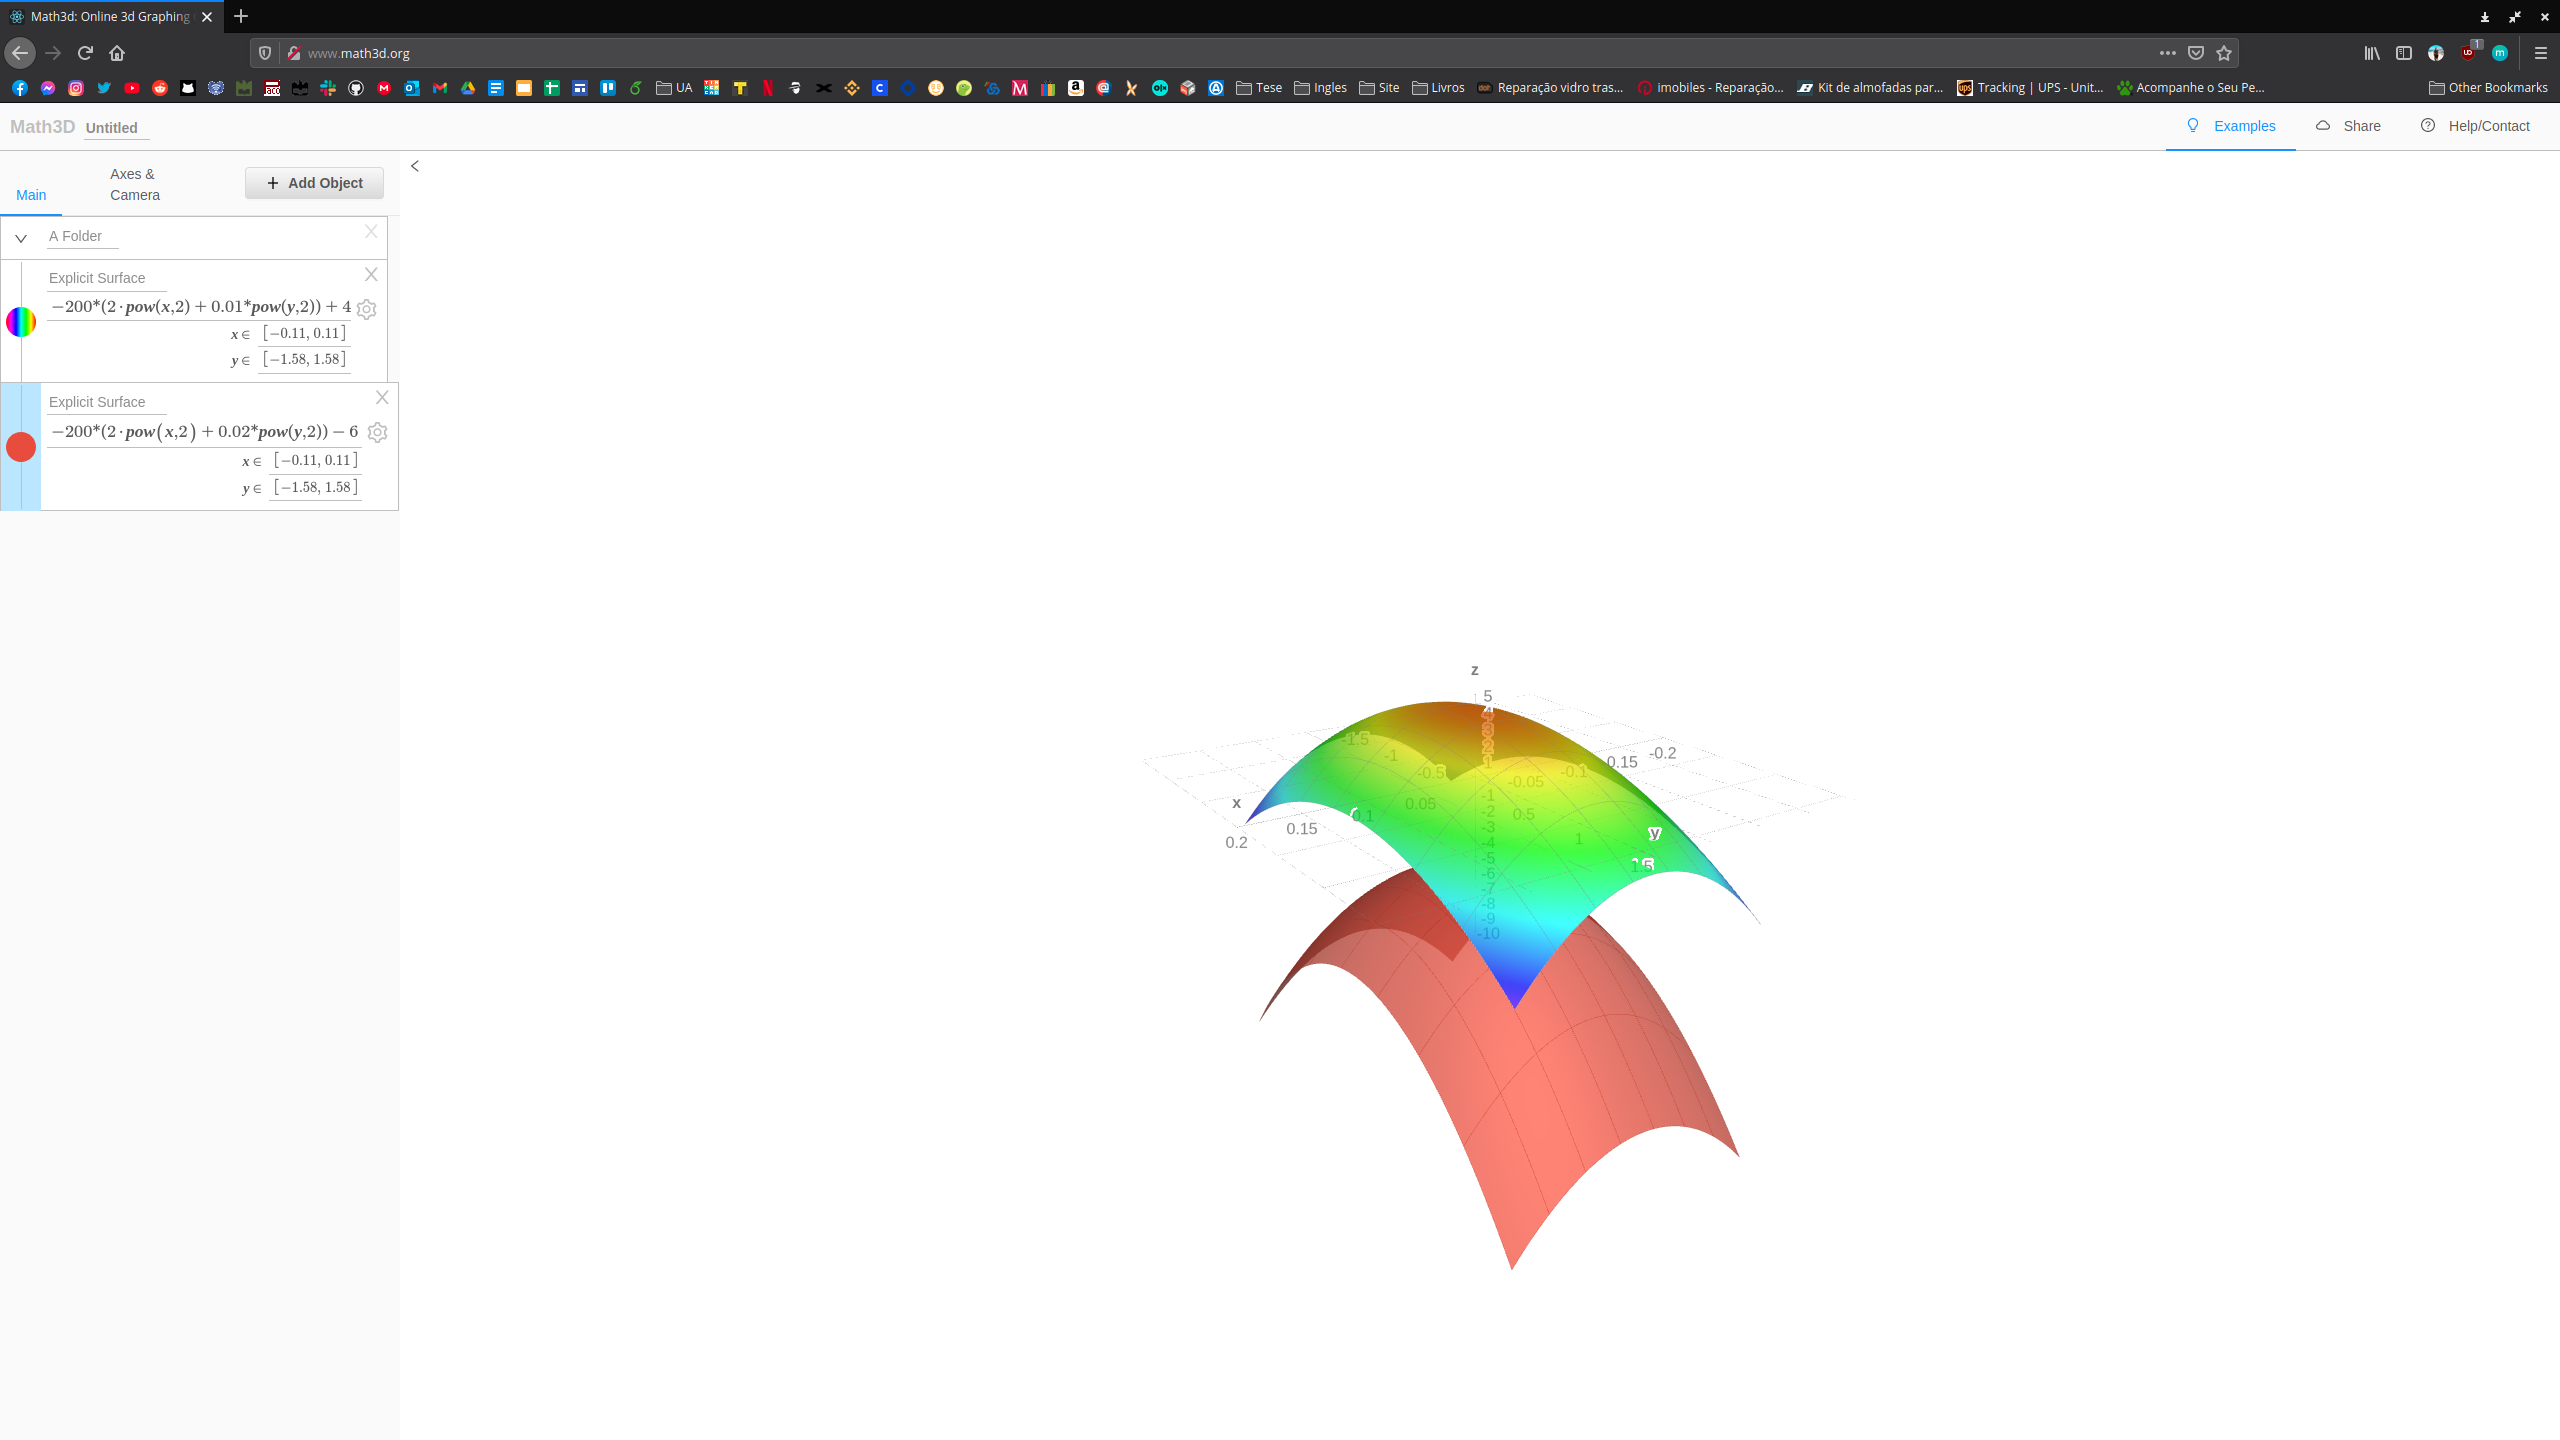 Math3d: Online 3d Graphing
www.math3d.org
1
UA
Tese
Ingles
Site
Livros
Reparação vidro tras...
imobiles - Reparação...
Kit de almofadas par...
Tracking | UPS - Unit...
Acompanhe o Seu Pe...
Other Bookmarks
Math3D Untitled
Examples
Share
Help/Contact
Main
Axes &
Camera
+ Add Object
A Folder
Explicit Surface
−200*(2·pow(x,2) + 0.01*pow(y,2)) + 4
x ∈ [−0.11, 0.11]
y ∈ [−1.58, 1.58]
Explicit Surface
−200*(2·pow(x,2) + 0.02*pow(y,2)) − 6
x ∈ [−0.11, 0.11]
y ∈ [−1.58, 1.58]
z
5
4
3
2
1
-1
-2
-3
-4
-5
-6
-7
-8
-9
-10
x
0.2
0.15
0.1
0.05
-0.05
-0.1
0.15
-0.2
-1.5
-1
-0.5
0.5
1
1.5
y